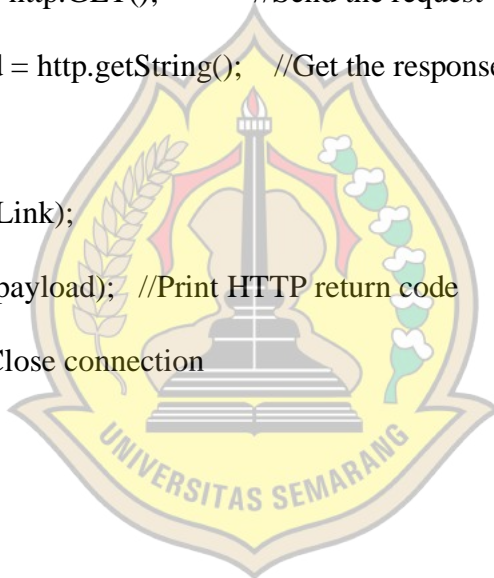 http.GET(); //Send the request
= http.getString(); //Get the response
Link);
payload); //Print HTTP return code
Close connection
UNIVERSITAS SEMARANG